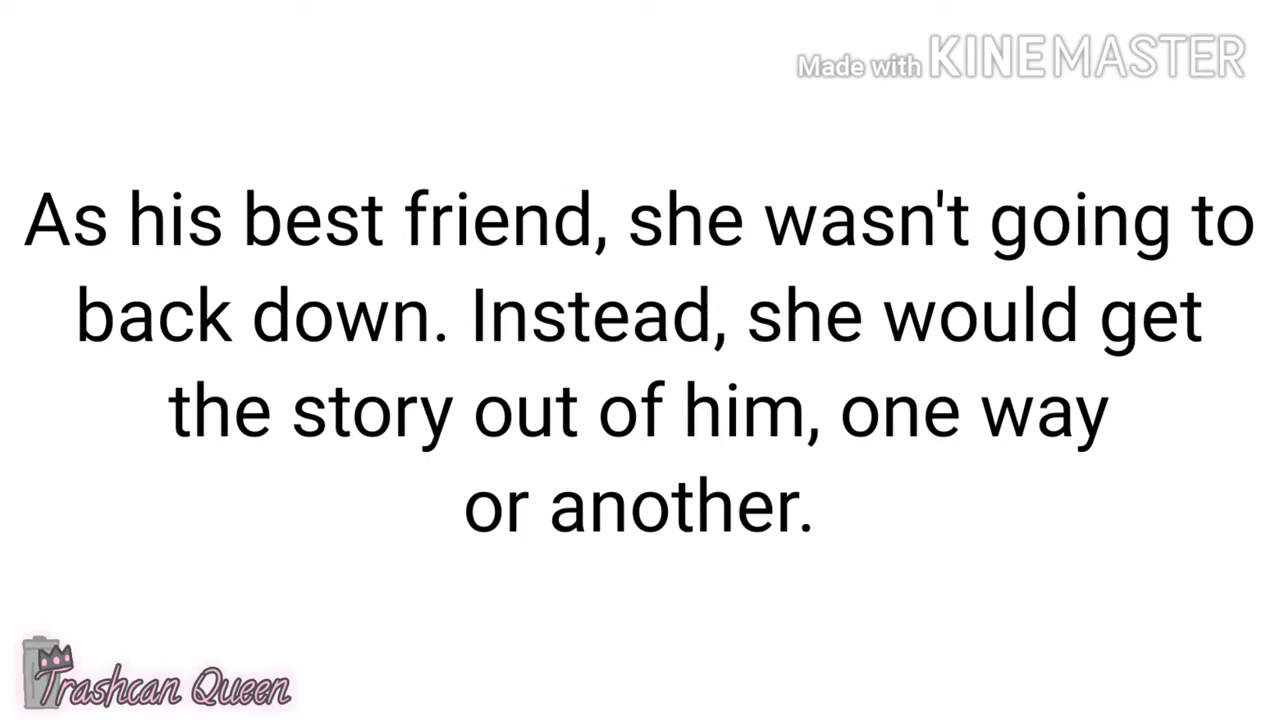 Made with KINEMASTER
As his best friend, she wasn't going to
back down. Instead, she would get
the story out of him, one way
or another.
Trashcan Queen